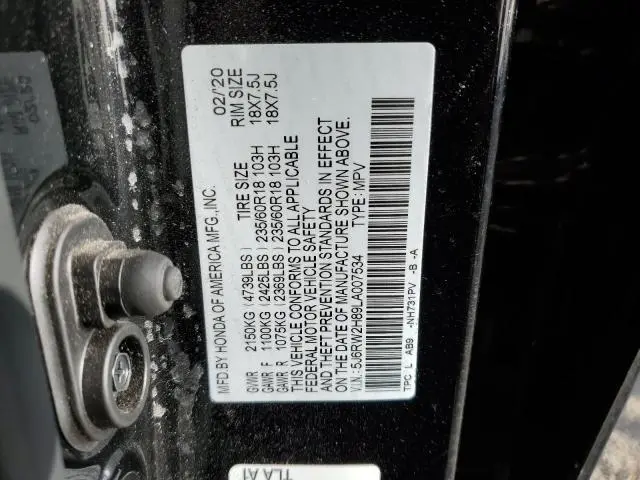 MFD.BY HONDA OF AMERICA MFG.,INC. 02/'20
TIRE SIZE RIM SIZE
GVWR 2150KG (4739LBS)
GAWR F 1100KG (2425LBS) 235/60R18 103H 18X7.5J
GAWR R 1075KG (2369LBS) 235/60R18 103H 18X7.5J
THIS VEHICLE CONFORMS TO ALL APPLICABLE
FEDERAL MOTOR VEHICLE SAFETY
AND THEFT PREVENTION STANDARDS IN EFFECT
ON THE DATE OF MANUFACTURE SHOWN ABOVE.
V.I.N.: 5J6RW2H89LA007534 TYPE: MPV
TPC L AB9 -NH731PV -B -A
TLA A1